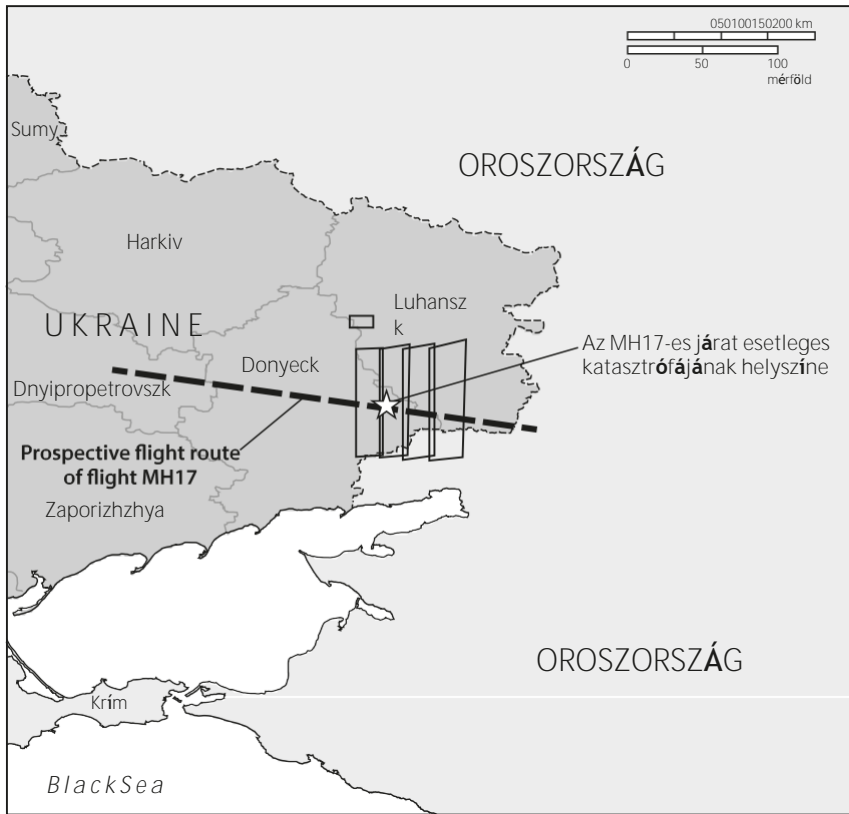 050100150200 km
0 50 100
mérföld
Sumy
OROSZORSZÁG
Harkiv
Luhansz
k
UKRAINE
Az MH17-es járat esetleges
katasztrófájának helyszíne
Donyeck
Dnyipropetrovszk
Prospective flight route
of flight MH17
Zaporizhzhya
OROSZORSZÁG
Krím
BlackSea